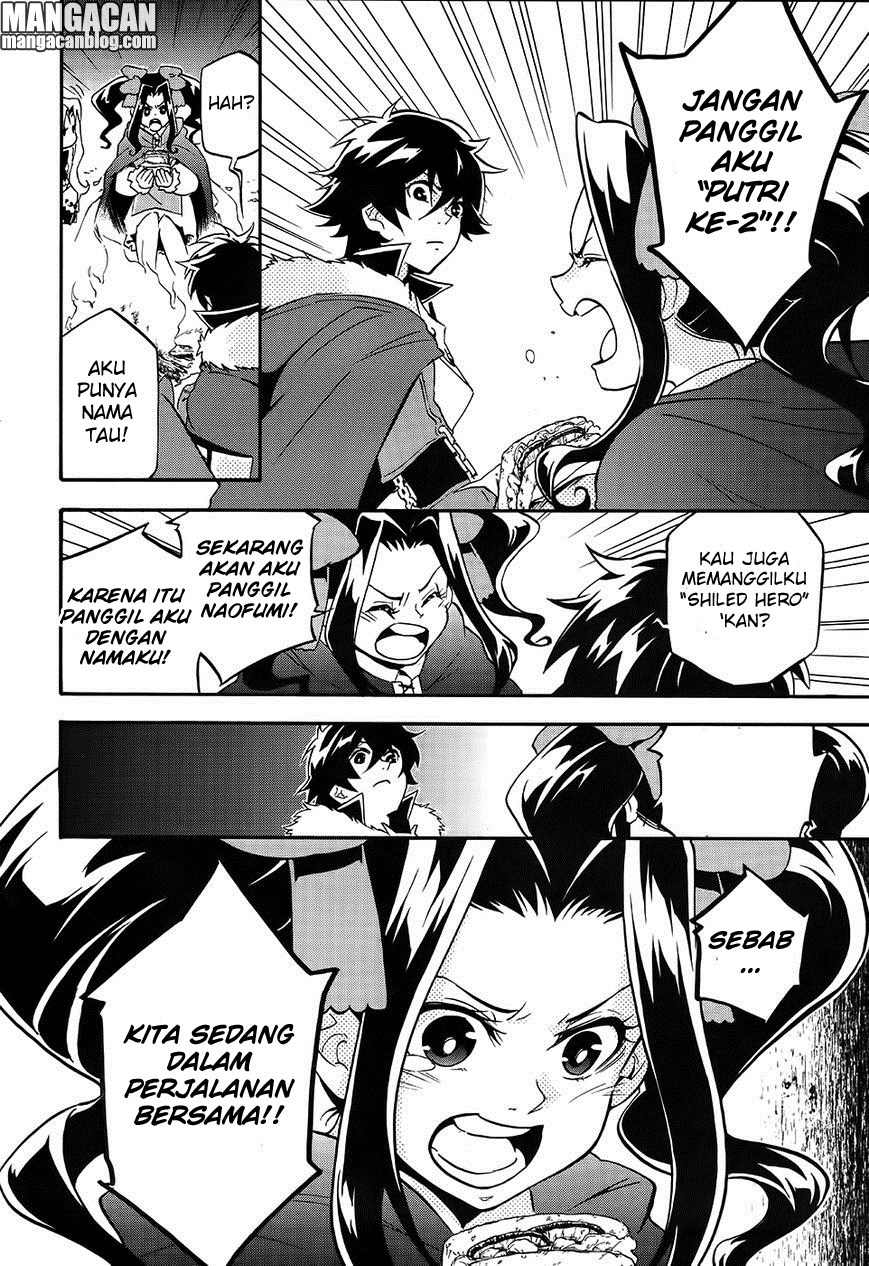 MANGACAN
mangacanblog.com
JANGAN
PANGGIL
AKU
"PUTRI
KE-2"!!
HAH?
AKU
PUNYA
NAMA
TAU!
KAU JUGA
MEMANGGILKU
"SHILED HERO"
'KAN?
SEKARANG
AKAN AKU
PANGGIL
NAOFUMI!
KARENA ITU
PANGGIL AKU
DENGAN
NAMAKU!
SEBAB
...
KITA SEDANG
DALAM
PERJALANAN
BERSAMA!!